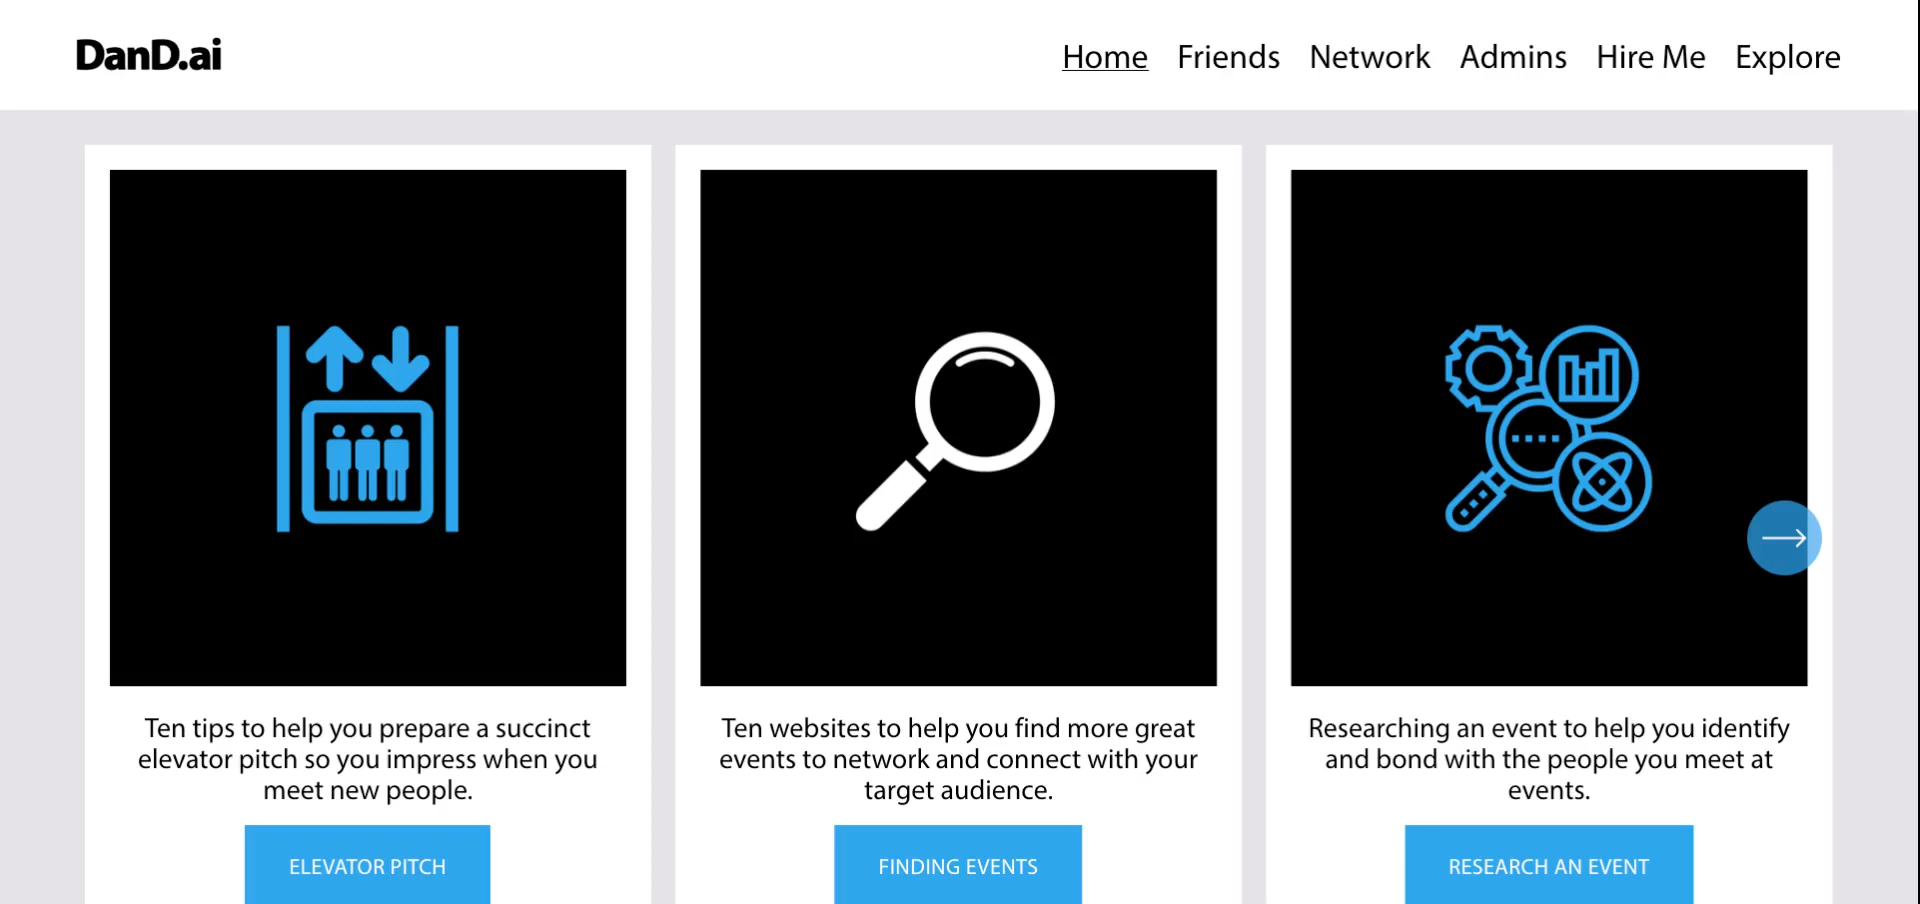 DanD.ai
Home Friends Network Admins Hire Me Explore
Ten tips to help you prepare a succinct
elevator pitch so you impress when you
meet new people.
ELEVATOR PITCH
Ten websites to help you find more great
events to network and connect with your
target audience.
FINDING EVENTS
Researching an event to help you identify
and bond with the people you meet at
events.
RESEARCH AN EVENT